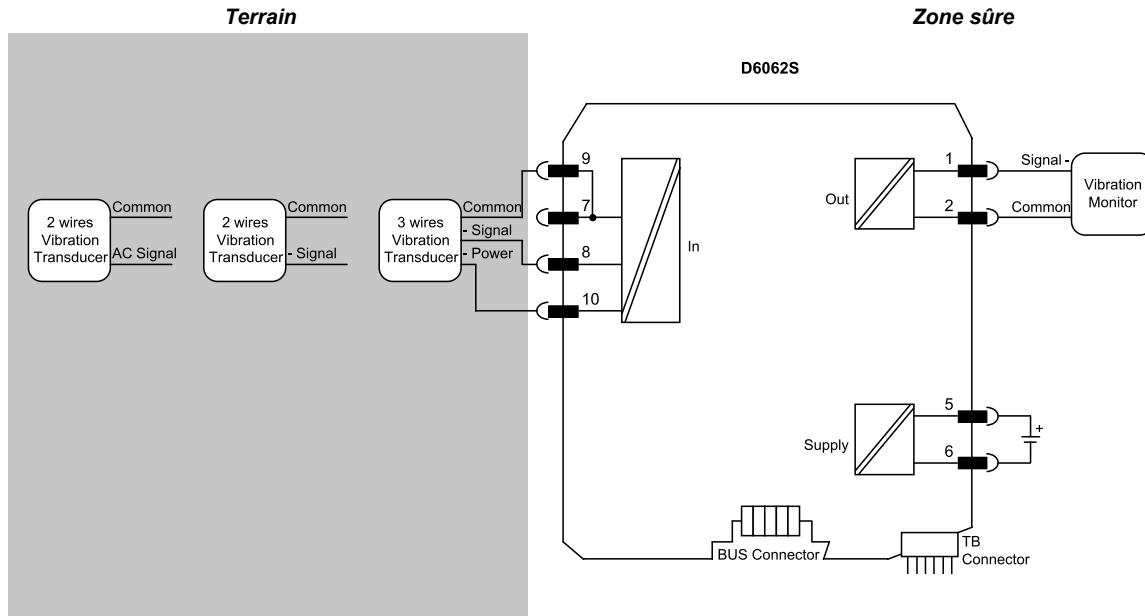 Terrain
Zone sûre
D6062S
2 wires
Vibration
Transducer
Common
AC Signal
2 wires
Vibration
Transducer
Common
- Signal
3 wires
Vibration
Transducer
Common
- Signal
- Power
9
7
8
10
In
Out
1
2
Signal -
Common
Vibration
Monitor
Supply
5
6
+
BUS Connector
TB
Connector